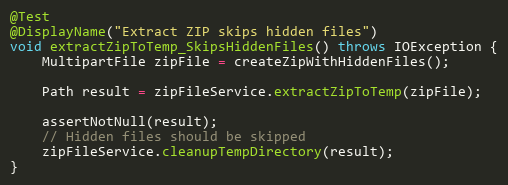 @Test
@DisplayName("Extract ZIP skips hidden files")
void extractZipToTemp_SkipsHiddenFiles() throws IOException {
    MultipartFile zipFile = createZipWithHiddenFiles();

    Path result = zipFileService.extractZipToTemp(zipFile);

    assertNotNull(result);
    // Hidden files should be skipped
    zipFileService.cleanupTempDirectory(result);
}